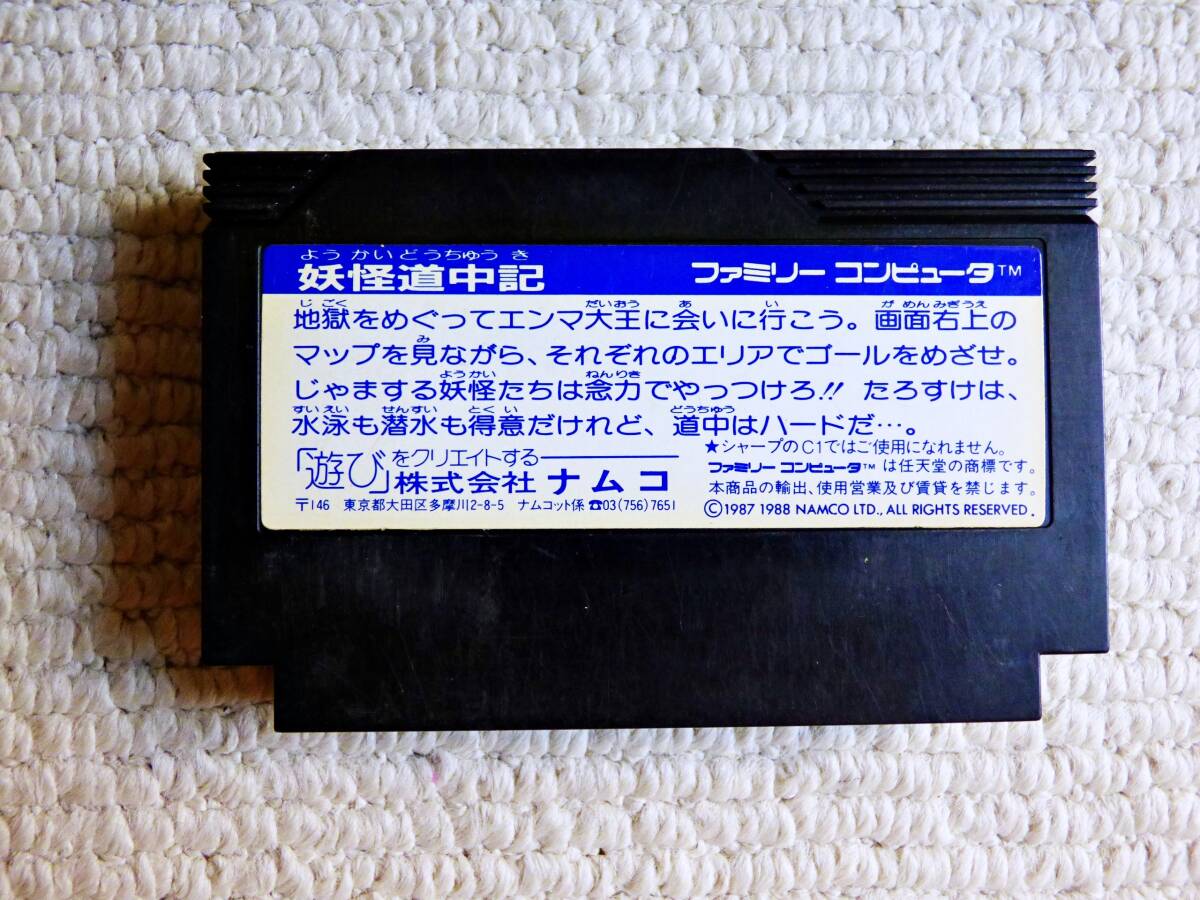 ようかいどうちゅうき
妖怪道中記 ファミリー コンピュータ™
じごく だいおう あ い がめんみぎうえ
地獄をめぐってエンマ大王に会いに行こう。画面右上の
み
マップを見ながら、それぞれのエリアでゴールをめざせ。
ようかい ねんりき
じゃまする妖怪たちは念力でやっつけろ!! たろすけは、
すいえい せんすい とくい どうちゅう
水泳も潜水も得意だけれど、道中はハードだ…。
「遊び」をクリエイトする
株式会社 ナムコ
〒146 東京都大田区多摩川2-8-5 ナムコット係 ☎03(756)7651
★シャープのC1ではご使用になれません。
ファミリー コンピュータ™ は任天堂の商標です。
本商品の輸出、使用営業及び賃貸を禁じます。
©1987 1988 NAMCO LTD., ALL RIGHTS RESERVED.